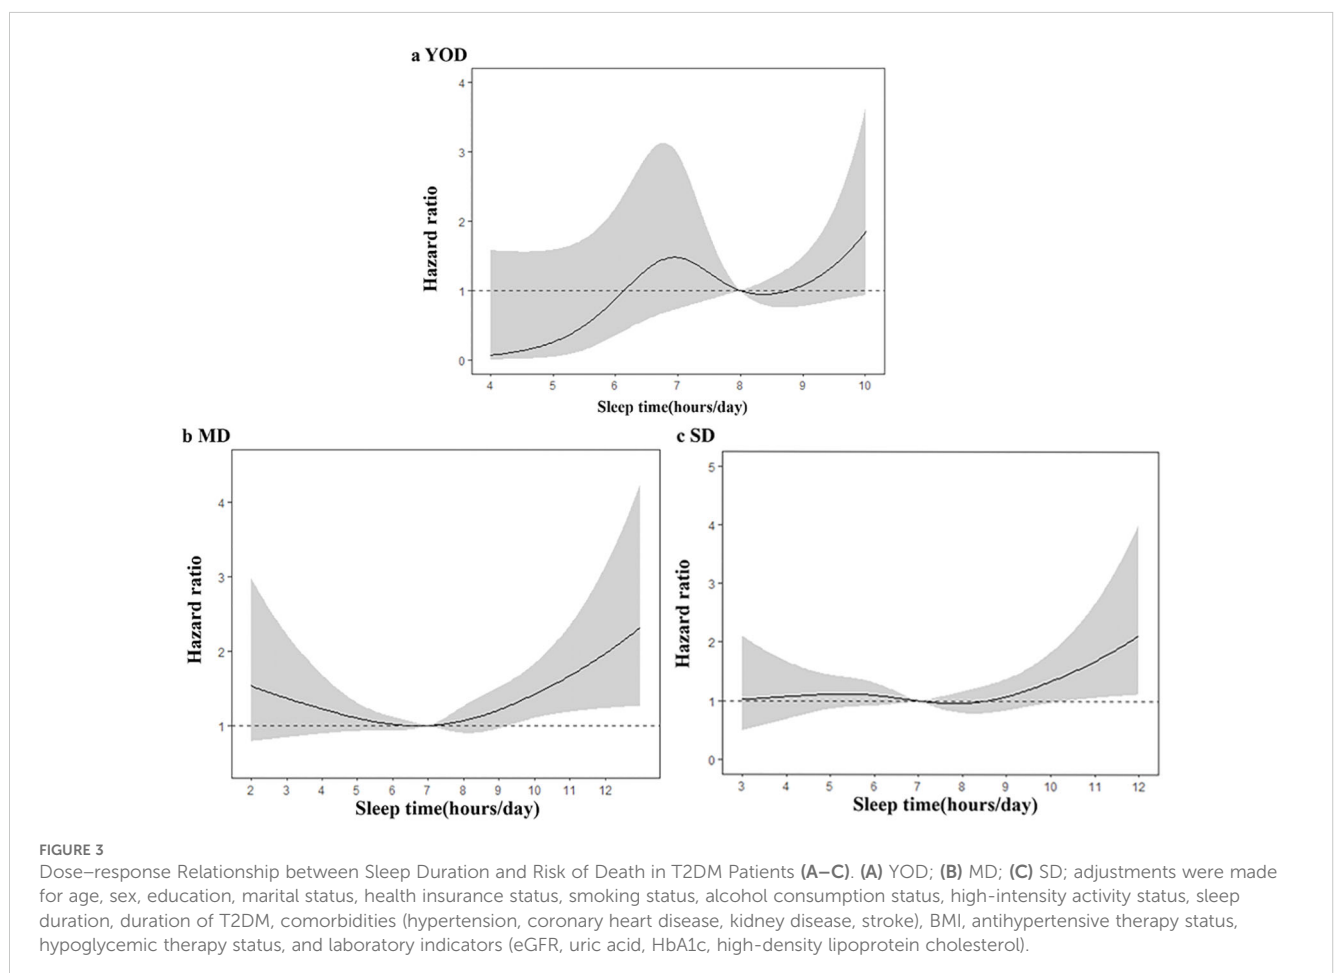 a YOD
4
3
2
1
0
Hazard ratio
4 5 6 7 8 9 10
Sleep time(hours/day)
b MD
4
3
2
1
Hazard ratio
2 3 4 5 6 7 8 9 10 11 12
Sleep time(hours/day)
c SD
5
4
3
2
1
0
Hazard ratio
3 4 5 6 7 8 9 10 11 12
Sleep time(hours/day)
FIGURE 3
Dose–response Relationship between Sleep Duration and Risk of Death in T2DM Patients (A–C). (A) YOD; (B) MD; (C) SD; adjustments were made
for age, sex, education, marital status, health insurance status, smoking status, alcohol consumption status, high-intensity activity status, sleep
duration, duration of T2DM, comorbidities (hypertension, coronary heart disease, kidney disease, stroke), BMI, antihypertensive therapy status,
hypoglycemic therapy status, and laboratory indicators (eGFR, uric acid, HbA1c, high-density lipoprotein cholesterol).